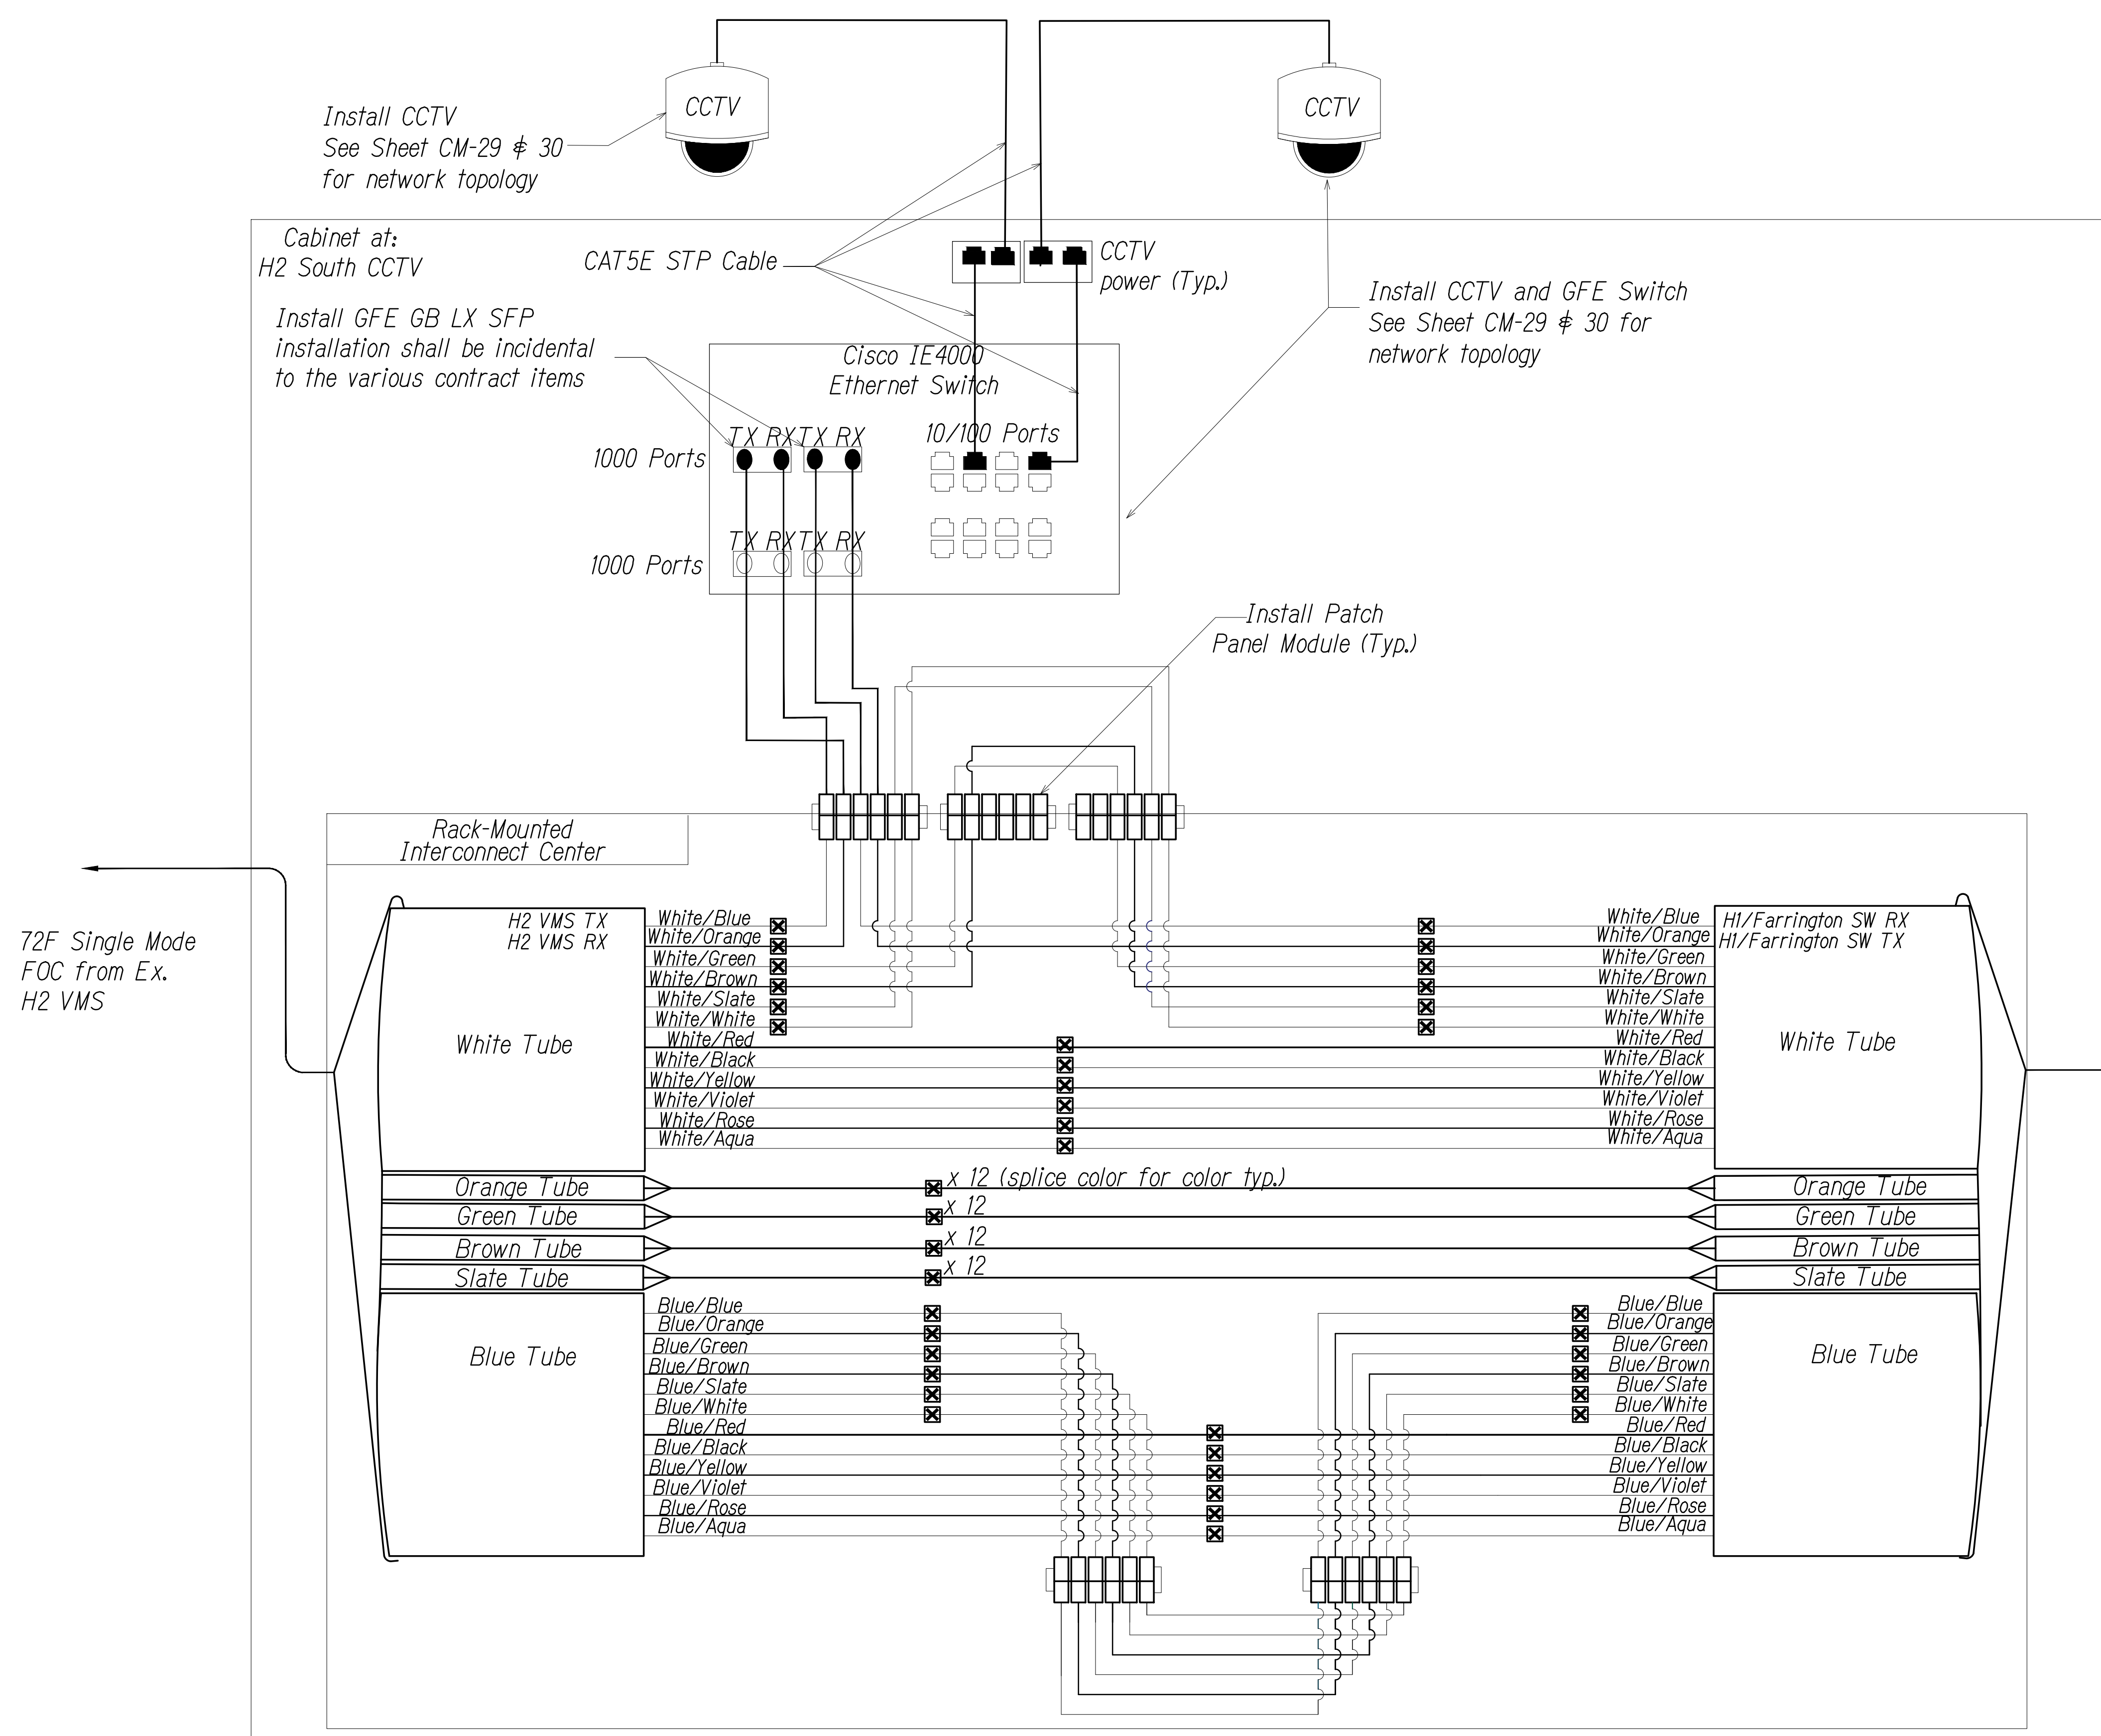 CCTV
CCTV
Install CCTV
See Sheet CM-29 & 30
for network topology
Cabinet at:
H2 South CCTV
CAT5E STP Cable
CCTV
power (Typ.)
Install CCTV and GFE Switch
See Sheet CM-29 & 30 for
network topology
Install GFE GB LX SFP
installation shall be incidental
to the various contract items
Cisco IE4000
Ethernet Switch
TX RX TX RX
10/100 Ports
1000 Ports
TX RX TX RX
1000 Ports
Install Patch
Panel Module (Typ.)
Rack-Mounted
Interconnect Center
72F Single Mode
FOC from Ex.
H2 VMS
H2 VMS TX
H2 VMS RX
White Tube
White/Blue
White/Orange
White/Green
White/Brown
White/Slate
White/White
White/Red
White/Black
White/Yellow
White/Violet
White/Rose
White/Aqua
White/Blue
White/Orange
White/Green
White/Brown
White/Slate
White/White
White/Red
White/Black
White/Yellow
White/Violet
White/Rose
White/Aqua
H1/Farrington SW RX
H1/Farrington SW TX
White Tube
Orange Tube
x 12 (splice color for color typ.)
Orange Tube
Green Tube
x 12
Green Tube
Brown Tube
x 12
Brown Tube
Slate Tube
x 12
Slate Tube
Blue Tube
Blue/Blue
Blue/Orange
Blue/Green
Blue/Brown
Blue/Slate
Blue/White
Blue/Red
Blue/Black
Blue/Yellow
Blue/Violet
Blue/Rose
Blue/Aqua
Blue/Blue
Blue/Orange
Blue/Green
Blue/Brown
Blue/Slate
Blue/White
Blue/Red
Blue/Black
Blue/Yellow
Blue/Violet
Blue/Rose
Blue/Aqua
Blue Tube